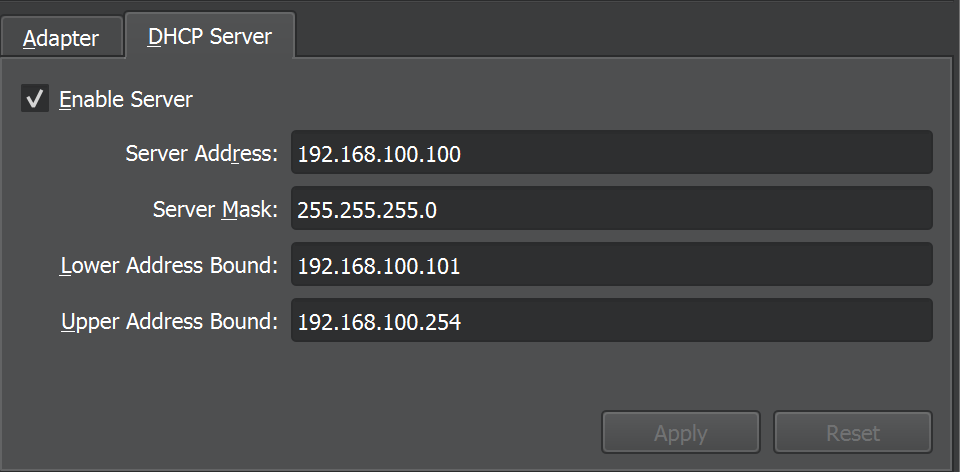 Adapter DHCP Server
Enable Server
Server Address: 192.168.100.100
Server Mask: 255.255.255.0
Lower Address Bound: 192.168.100.101
Upper Address Bound: 192.168.100.254
Apply Reset